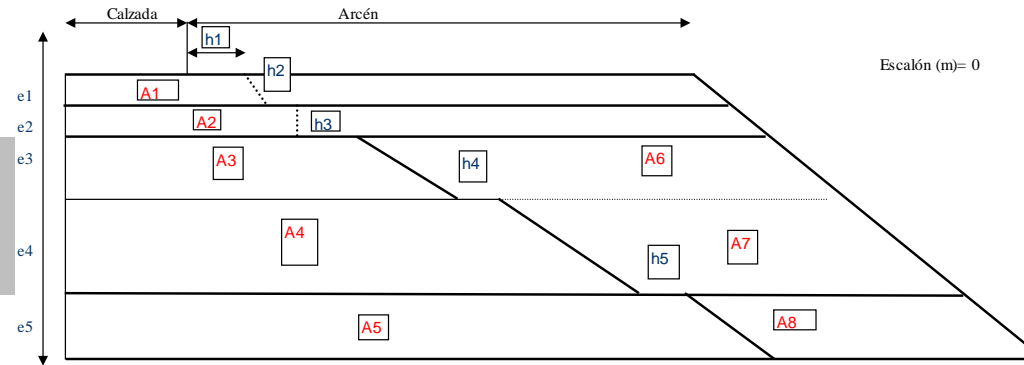 Calzada
Arcén
h1
h2
Escalón (m)= 0
e1
A1
e2
A2
h3
e3
A3
h4
A6
e4
A4
h5
A7
e5
A5
A8